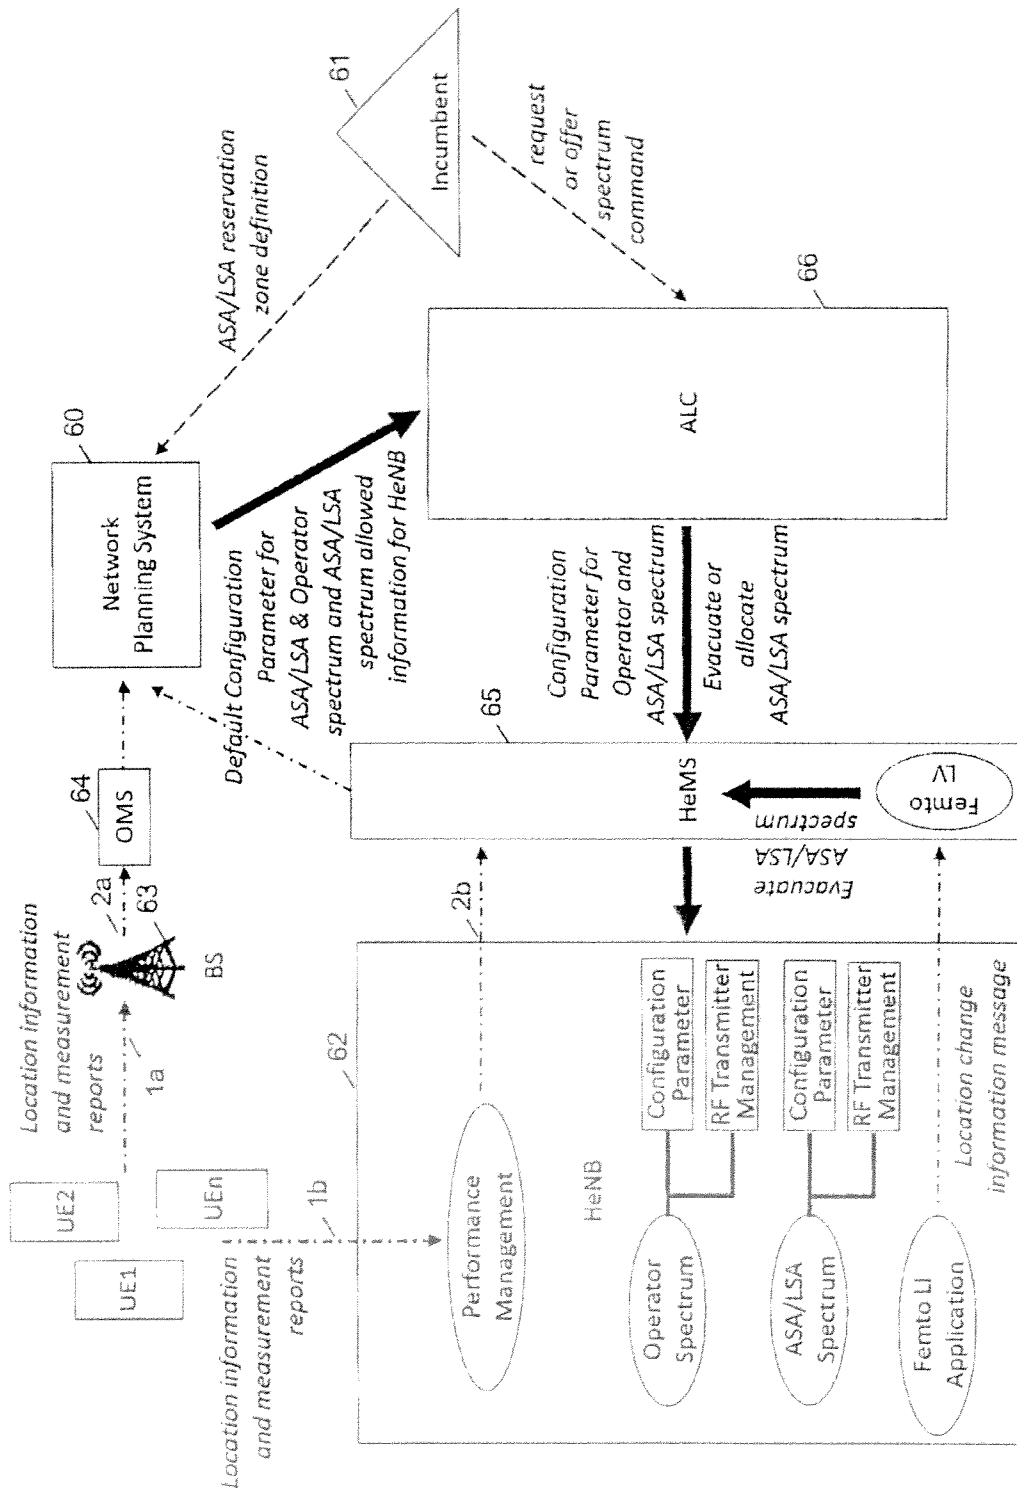 UE2
UE1
UEn
Location information
and measurement
reports
1a
2a
63
BS
64
OMS
60
Network
Planning System
ASA/LSA reservation
zone definition
61
Incumbent
request
or offer
spectrum
command
Location information
and measurement
reports
1b
62
2b
Default Configuration
Parameter for
ASA/LSA & Operator
spectrum and ASA/LSA
spectrum allowed
information for HeNB
65
66
ALC
Configuration
Parameter for
Operator and
ASA/LSA spectrum
Evacuate or
allocate
ASA/LSA spectrum
HeMS
Femto
LV
Evacuate
ASA/LSA
spectrum
Performance
Management
HeNB
Operator
Spectrum
Configuration
Parameter
RF Transmitter
Management
ASA/LSA
Spectrum
Configuration
Parameter
RF Transmitter
Management
Femto LI
Application
Location change
information message